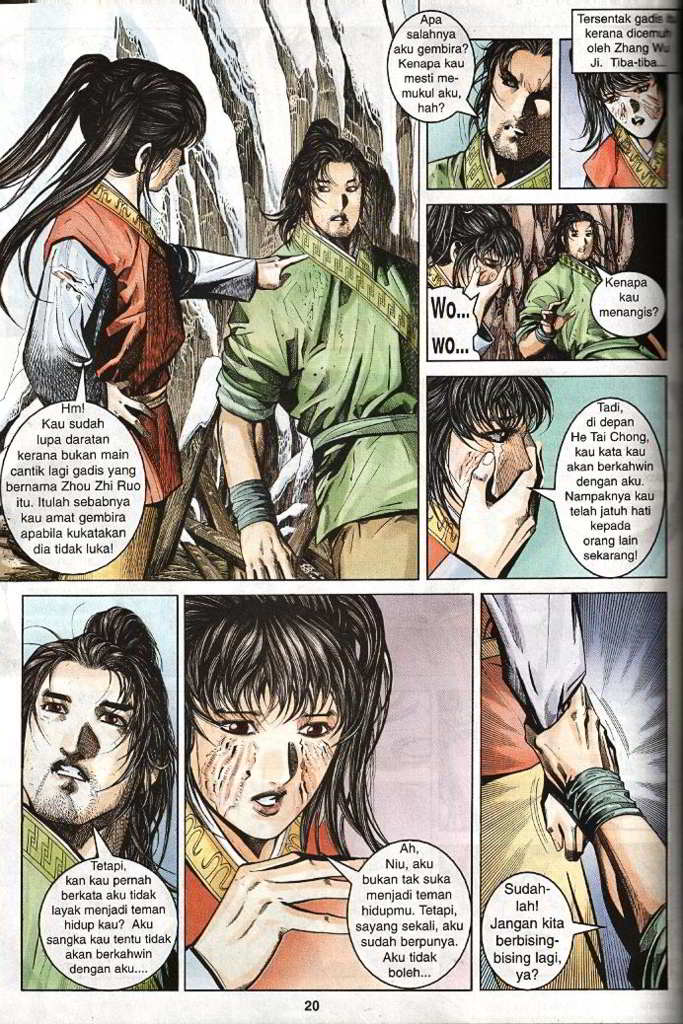 Hm!
Kau sudah
lupa daratan
kerana bukan main
cantik lagi gadis yang
bernama Zhou Zhi Ruo
itu. Itulah sebabnya
kau amat gembira
apabila kukatakan
dia tidak luka!
Apa
salahnya
aku gembira?
Kenapa kau
mesti me-
mukul aku,
hah?
Tersentak gadis itu
kerana dicemuh
oleh Zhang Wu
Ji. Tiba-tiba...
Wo...
wo...
Kenapa
kau
menangis?
Tadi,
di depan
He Tai Chong,
kau kata kau
akan berkahwin
dengan aku.
Nampaknya kau
telah jatuh hati
kepada
orang lain
sekarang!
Tetapi,
kan kau pernah
berkata aku tidak
layak menjadi teman
hidup kau? Aku
sangka kau tentu tidak
akan berkahwin
dengan aku....
Ah,
Niu, aku
bukan tak suka
menjadi teman
hidupmu. Tetapi,
sayang sekali, aku
sudah berpunya.
Aku tidak
boleh...
Sudah-
lah!
Jangan kita
berbising-
bising lagi,
ya?
20